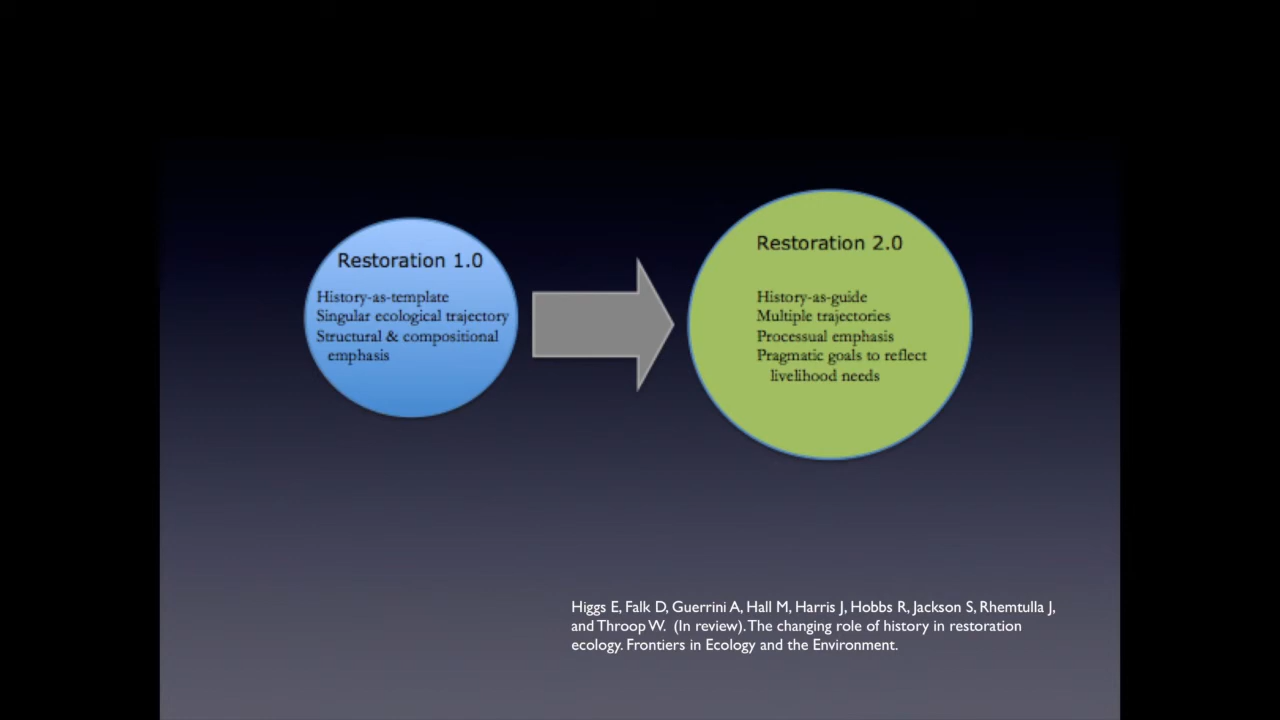 Restoration 1.0
History-as-template
Singular ecological trajectory
Structural & compositional
emphasis
Restoration 2.0
History-as-guide
Multiple trajectories
Processual emphasis
Pragmatic goals to reflect
livelihood needs
Higgs E, Falk D, Guerrini A, Hall M, Harris J, Hobbs R, Jackson S, Rhemtulla J,
and Throop W. (In review). The changing role of history in restoration
ecology. Frontiers in Ecology and the Environment.